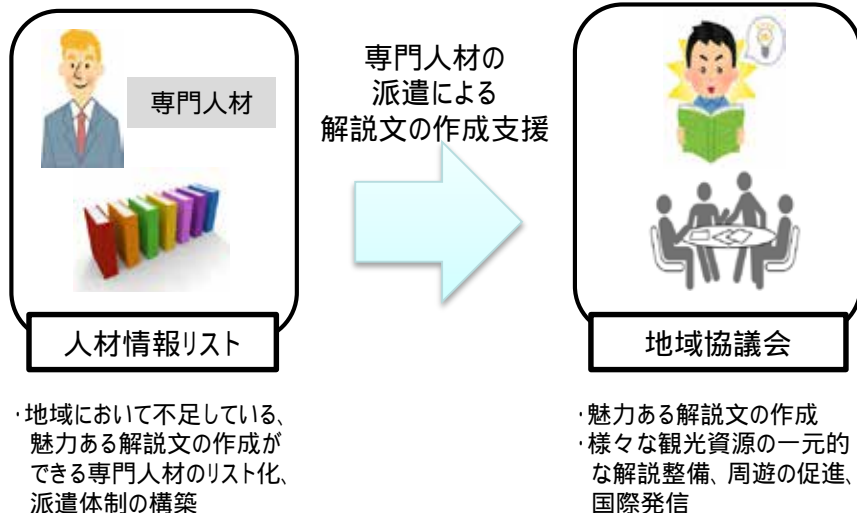 専門人材
専門人材の
派遣による
解説文の作成支援
人材情報リスト
地域協議会
・地域において不足している、
魅力ある解説文の作成が
できる専門人材のリスト化、
派遣体制の構築
・魅力ある解説文の作成
・様々な観光資源の一元的
な解説整備、周遊の促進、
国際発信